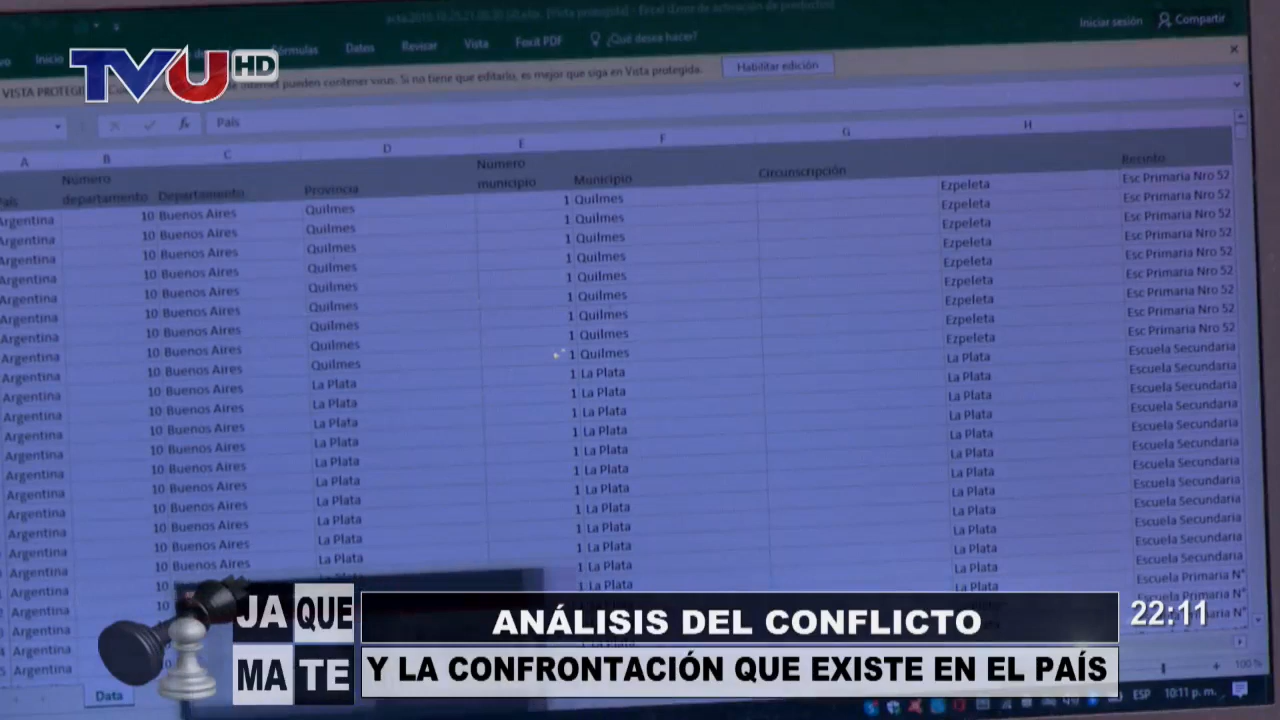 Iniciar sesión Compartir
Inicio Fórmulas Datos Revisar Vista Foxit PDF ¿Qué desea hacer?
TVU HD
VISTA PROTEGI internet pueden contener virus. Si no tiene que editarlo, es mejor que siga en Vista protegida. Habilitar edición
fx País
A B C D E F G H
País Número departamento Departamento Provincia Número municipio Municipio Circunscripción Recinto
Argentina 10 Buenos Aires Quilmes 1 Quilmes Ezpeleta Esc Primaria Nro 52
Argentina 10 Buenos Aires Quilmes 1 Quilmes Ezpeleta Esc Primaria Nro 52
Argentina 10 Buenos Aires Quilmes 1 Quilmes Ezpeleta Esc Primaria Nro 52
Argentina 10 Buenos Aires Quilmes 1 Quilmes Ezpeleta Esc Primaria Nro 52
Argentina 10 Buenos Aires Quilmes 1 Quilmes Ezpeleta Esc Primaria Nro 52
Argentina 10 Buenos Aires Quilmes 1 Quilmes Ezpeleta Esc Primaria Nro 52
Argentina 10 Buenos Aires Quilmes 1 Quilmes Ezpeleta Esc Primaria Nro 52
Argentina 10 Buenos Aires Quilmes 1 Quilmes Ezpeleta Esc Primaria Nro 52
Argentina 10 Buenos Aires Quilmes 1 Quilmes Ezpeleta Esc Primaria Nro 52
Argentina 10 Buenos Aires La Plata 1 La Plata La Plata Escuela Secundaria
Argentina 10 Buenos Aires La Plata 1 La Plata La Plata Escuela Secundaria
Argentina 10 Buenos Aires La Plata 1 La Plata La Plata Escuela Secundaria
Argentina 10 Buenos Aires La Plata 1 La Plata La Plata Escuela Secundaria
Argentina 10 Buenos Aires La Plata 1 La Plata La Plata Escuela Secundaria
Argentina 10 Buenos Aires La Plata 1 La Plata La Plata Escuela Secundaria
Argentina 10 Buenos Aires La Plata 1 La Plata La Plata Escuela Secundaria
Argentina 10 Buenos Aires La Plata 1 La Plata La Plata Escuela Secundaria
Argentina 10 Buenos Aires La Plata 1 La Plata La Plata Escuela Secundaria
Argentina 10 Buenos Aires La Plata 1 La Plata La Plata Escuela Secundaria
Argentina 10 La Plata 1 La Plata La Plata Escuela Secundaria
Argentina 10 Escuela Primaria N°
Argentina Escuela Primaria N°
Argentina
Argentina 10
JAQUE MATE
ANÁLISIS DEL CONFLICTO
Y LA CONFRONTACIÓN QUE EXISTE EN EL PAÍS
22:11
Data 100 %
ESP 10:11 p. m.